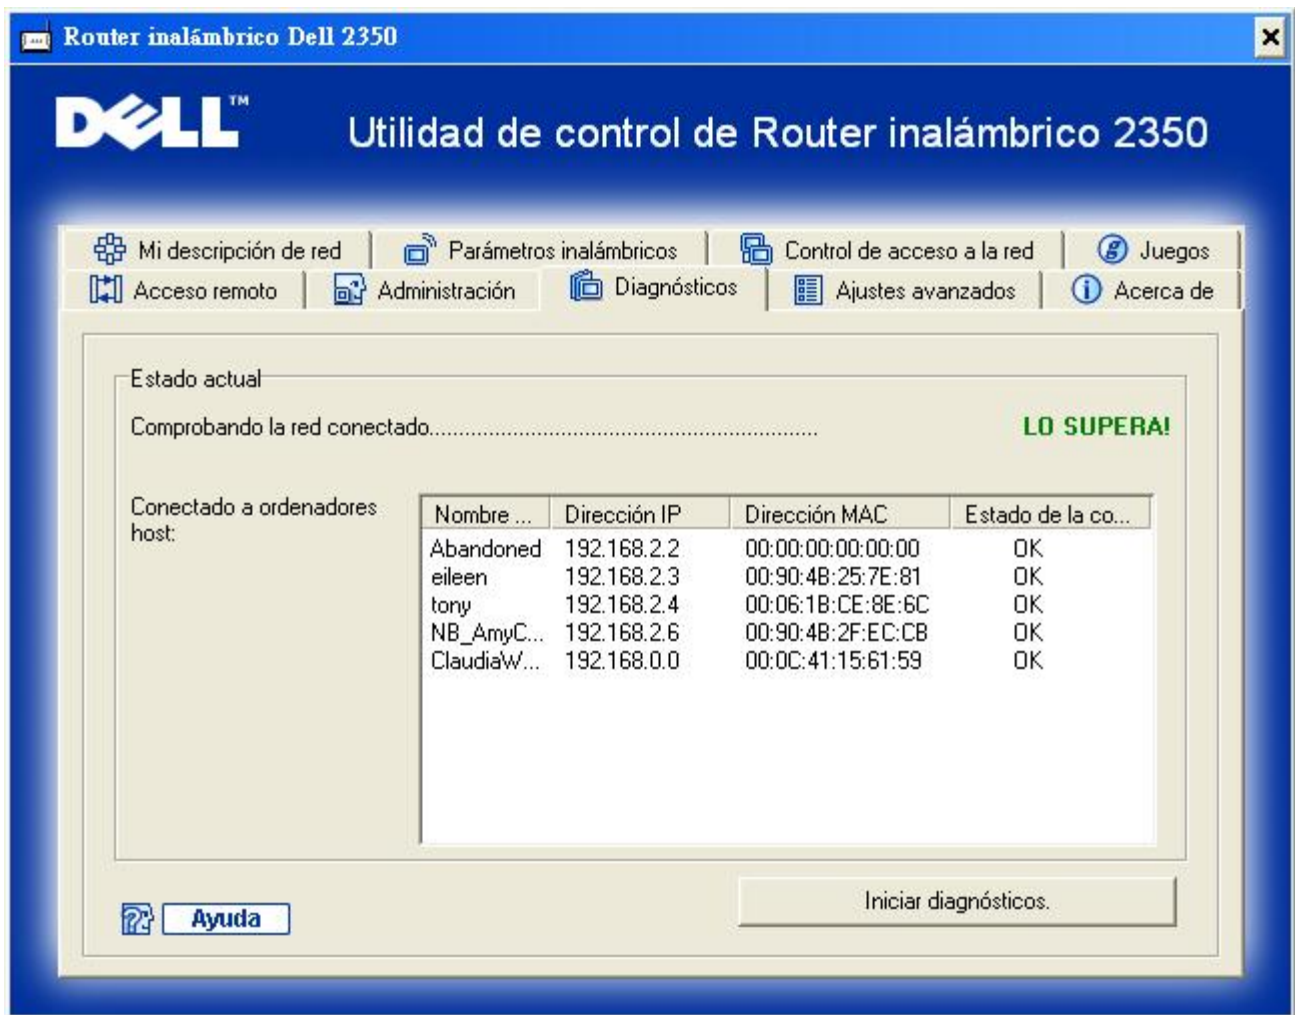 Router inalámbrico Dell 2350
DELL™
Utilidad de control de Router inalámbrico 2350
Mi descripción de red
Parámetros inalámbricos
Control de acceso a la red
Juegos
Acceso remoto
Administración
Diagnósticos
Ajustes avanzados
Acerca de
Estado actual
Comprobando la red conectado.................................................................... LO SUPERA!
Conectado a ordenadores
host:
Nombre ... Dirección IP Dirección MAC Estado de la co...
Abandoned 192.168.2.2 00:00:00:00:00:00 OK
eileen 192.168.2.3 00:90:4B:25:7E:81 OK
tony 192.168.2.4 00:06:1B:CE:8E:6C OK
NB_AmyC... 192.168.2.6 00:90:4B:2F:EC:CB OK
ClaudiaW... 192.168.0.0 00:0C:41:15:61:59 OK
Ayuda
Iniciar diagnósticos.